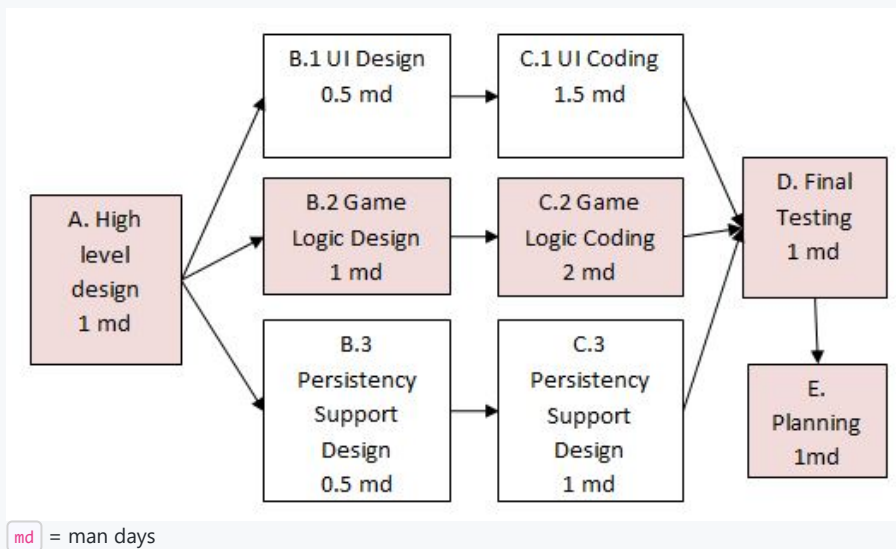 B.1 UI Design
0.5 md
C.1 UI Coding
1.5 md
A. High
level
design
1 md
B.2 Game
Logic Design
1 md
C.2 Game
Logic Coding
2 md
D. Final
Testing
1 md
B.3
Persistency
Support
Design
0.5 md
C.3
Persistency
Support
Design
1 md
E.
Planning
1md
md = man days